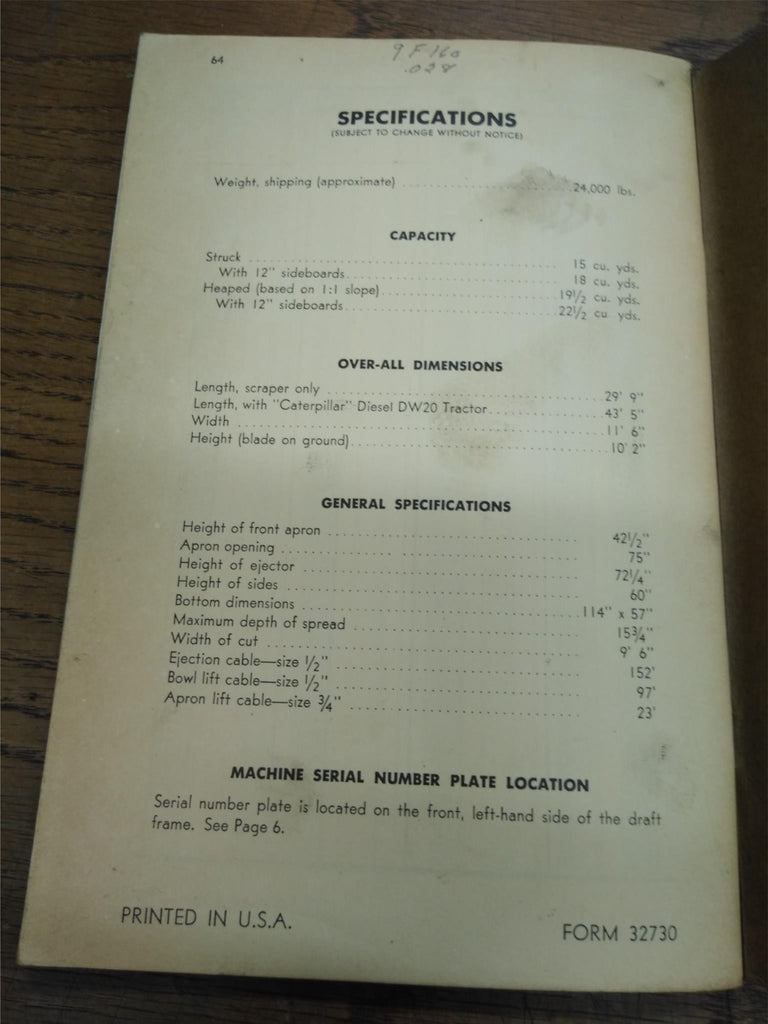 64
.028
SPECIFICATIONS
(SUBJECT TO CHANGE WITHOUT NOTICE)
Weight, shipping (approximate) ........ 24,000 lbs.
CAPACITY
Struck ........ 15 cu. yds.
With 12" sideboards ........ 18 cu. yds.
Heaped (based on 1:1 slope) ........ 19½ cu. yds.
With 12" sideboards ........ 22½ cu yds.
OVER-ALL DIMENSIONS
Length, scraper only ........ 29' 9"
Length, with "Caterpillar" Diesel DW20 Tractor ........ 43' 5"
Width ........ 11' 6"
Height (blade on ground) ........ 10' 2"
GENERAL SPECIFICATIONS
Height of front apron ........ 42½"
Apron opening ........ 75"
Height of ejector ........ 72¼"
Height of sides ........ 60"
Bottom dimensions ........ 114" x 57"
Maximum depth of spread ........ 15¾"
Width of cut ........ 9' 6"
Ejection cable—size ½" ........ 152'
Bowl lift cable—size ½" ........ 97'
Apron lift cable—size ¾" ........ 23'
MACHINE SERIAL NUMBER PLATE LOCATION
Serial number plate is located on the front, left-hand side of the draft
frame. See Page 6.
PRINTED IN U.S.A.
FORM 32730